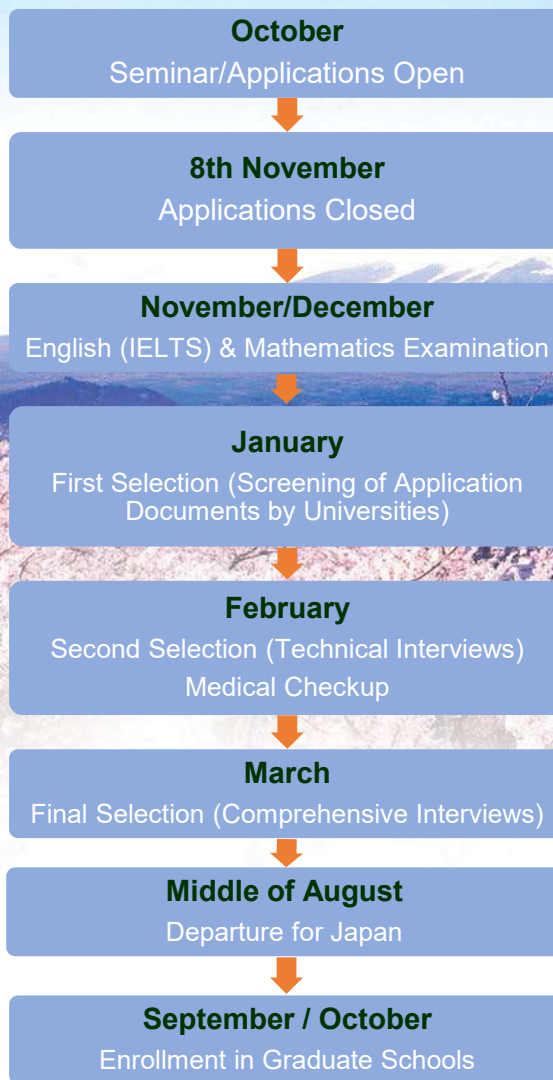 October
Seminar/Applications Open
8th November
Applications Closed
November/December
English (IELTS) & Mathematics Examination
January
First Selection (Screening of Application
Documents by Universities)
February
Second Selection (Technical Interviews)
Medical Checkup
March
Final Selection (Comprehensive Interviews)
Middle of August
Departure for Japan
September / October
Enrollment in Graduate Schools